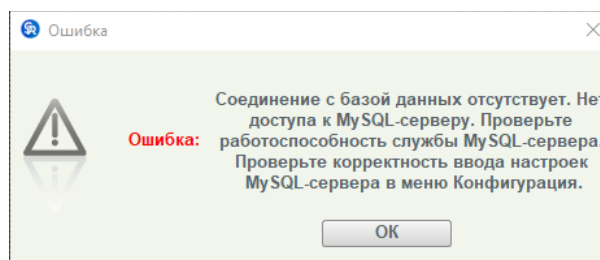 Ошибка
Соединение с базой данных отсутствует. Нет
доступа к MySQL-серверу. Проверьте
Ошибка: работоспособность службы MySQL-сервера.
Проверьте корректность ввода настроек
MySQL-сервера в меню Конфигурация.
ОК